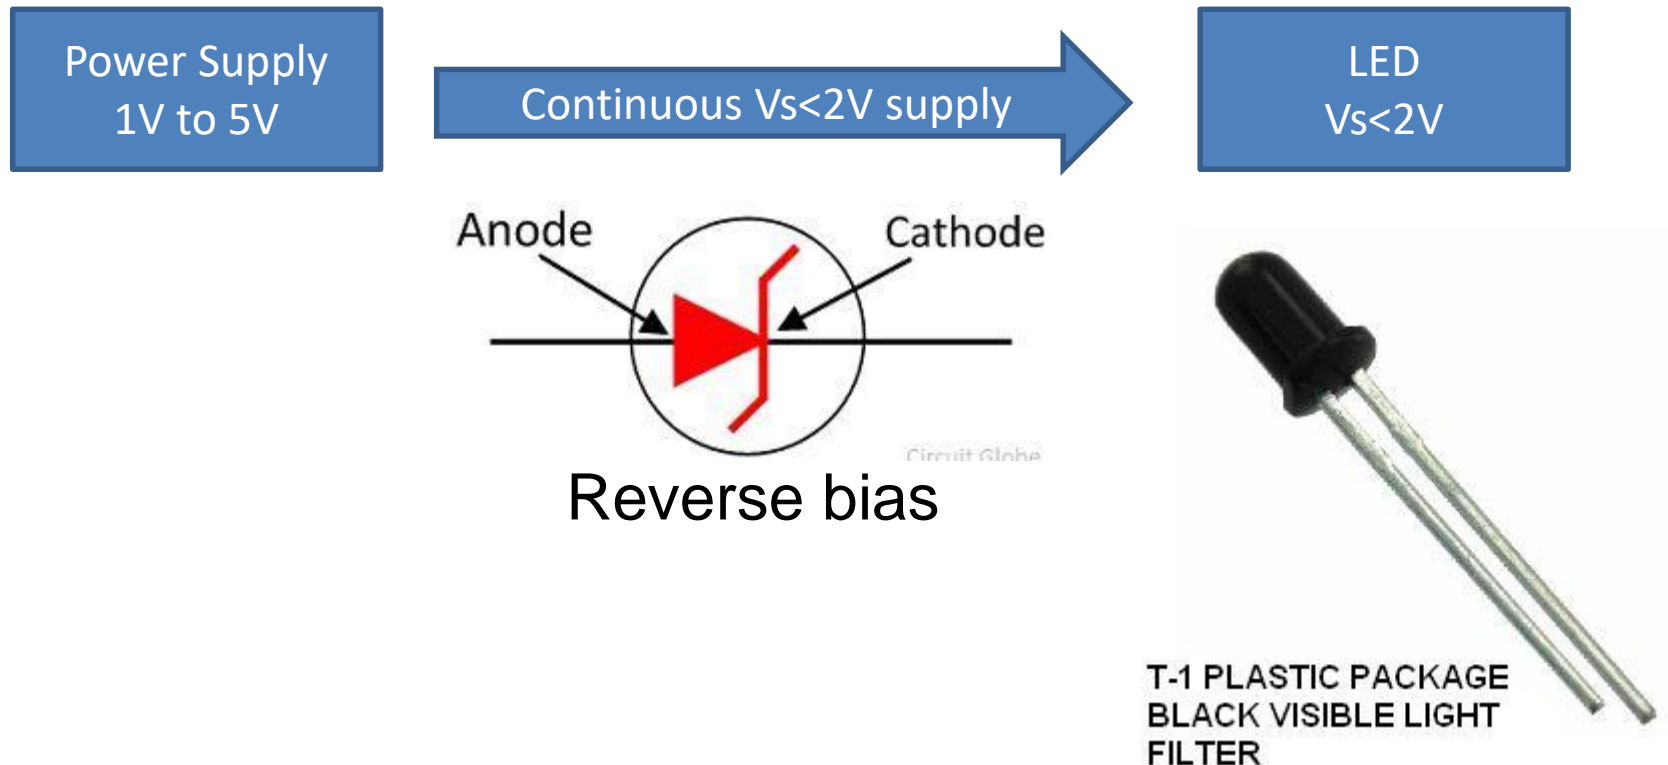 Power Supply
1V to 5V
Continuous Vs<2V supply
LED
Vs<2V
Anode
Cathode
Circuit Globe
Reverse bias
T-1 PLASTIC PACKAGE
BLACK VISIBLE LIGHT
FILTER